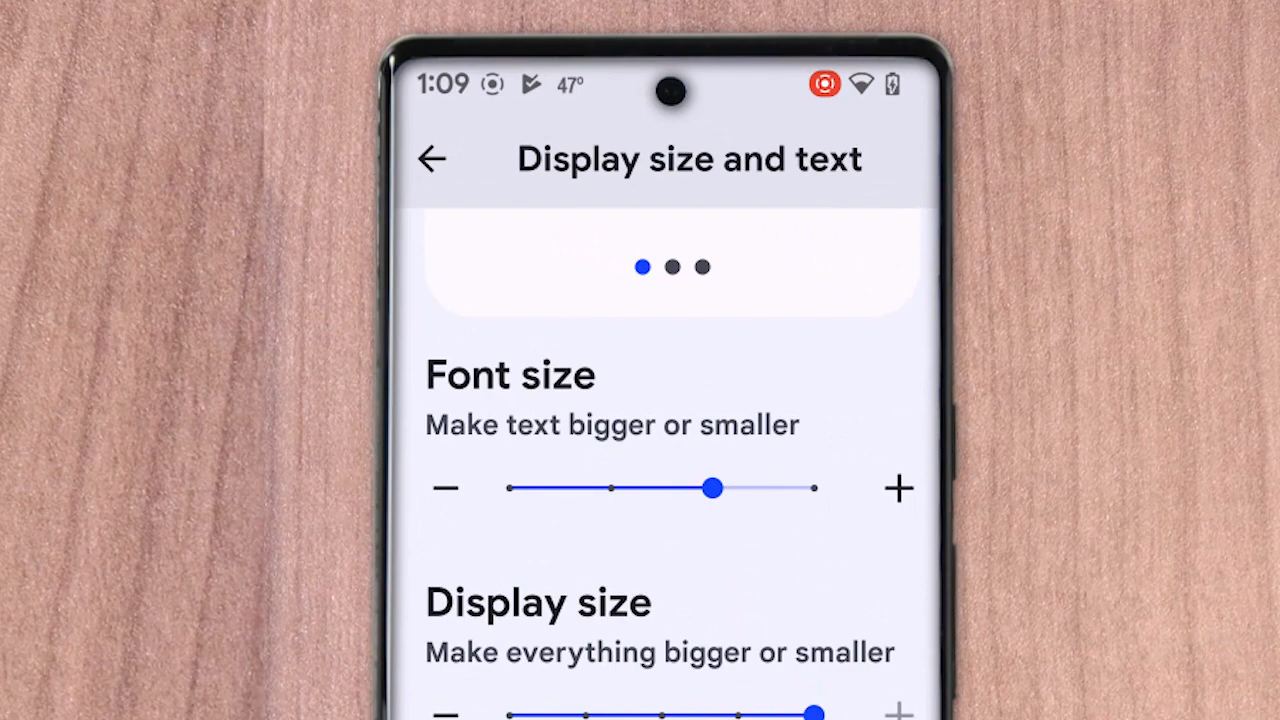 1:09 47°
Display size and text
Font size
Make text bigger or smaller
Display size
Make everything bigger or smaller